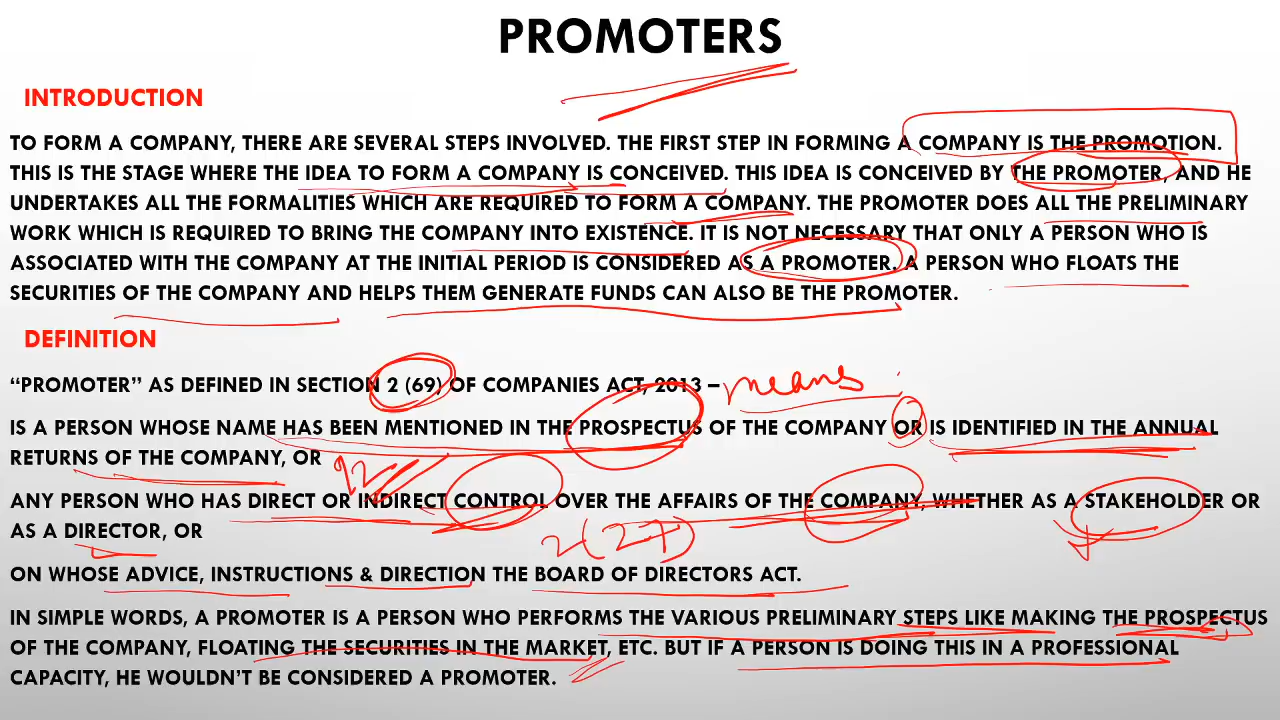 PROMOTERS
INTRODUCTION
TO FORM A COMPANY, THERE ARE SEVERAL STEPS INVOLVED. THE FIRST STEP IN FORMING A COMPANY IS THE PROMOTION.
THIS IS THE STAGE WHERE THE IDEA TO FORM A COMPANY IS CONCEIVED. THIS IDEA IS CONCEIVED BY THE PROMOTER, AND HE
UNDERTAKES ALL THE FORMALITIES WHICH ARE REQUIRED TO FORM A COMPANY. THE PROMOTER DOES ALL THE PRELIMINARY
WORK WHICH IS REQUIRED TO BRING THE COMPANY INTO EXISTENCE. IT IS NOT NECESSARY THAT ONLY A PERSON WHO IS
ASSOCIATED WITH THE COMPANY AT THE INITIAL PERIOD IS CONSIDERED AS A PROMOTER. A PERSON WHO FLOATS THE
SECURITIES OF THE COMPANY AND HELPS THEM GENERATE FUNDS CAN ALSO BE THE PROMOTER.
DEFINITION
“PROMOTER” AS DEFINED IN SECTION 2 (69) OF COMPANIES ACT, 2013 – means
IS A PERSON WHOSE NAME HAS BEEN MENTIONED IN THE PROSPECTUS OF THE COMPANY OR IS IDENTIFIED IN THE ANNUAL
RETURNS OF THE COMPANY, OR 92
ANY PERSON WHO HAS DIRECT OR INDIRECT CONTROL OVER THE AFFAIRS OF THE COMPANY, WHETHER AS A STAKEHOLDER OR
AS A DIRECTOR, OR 2(27)
ON WHOSE ADVICE, INSTRUCTIONS & DIRECTION THE BOARD OF DIRECTORS ACT.
IN SIMPLE WORDS, A PROMOTER IS A PERSON WHO PERFORMS THE VARIOUS PRELIMINARY STEPS LIKE MAKING THE PROSPECTUS
OF THE COMPANY, FLOATING THE SECURITIES IN THE MARKET, ETC. BUT IF A PERSON IS DOING THIS IN A PROFESSIONAL
CAPACITY, HE WOULDN’T BE CONSIDERED A PROMOTER.